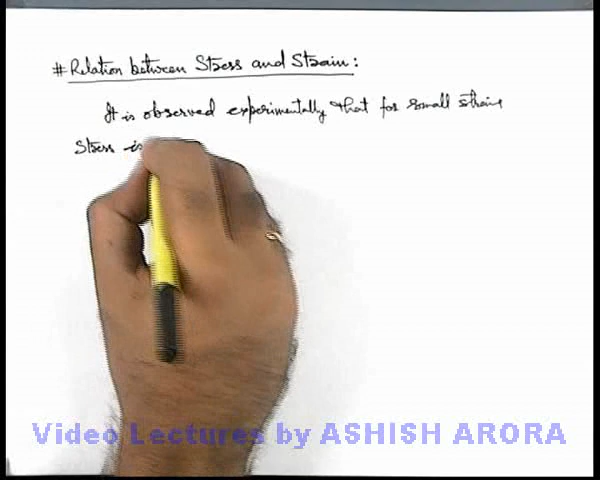 # Relation between Stress and Strain :
It is observed experimentally that for small strains
Stress is
Video Lectures by ASHISH ARORA